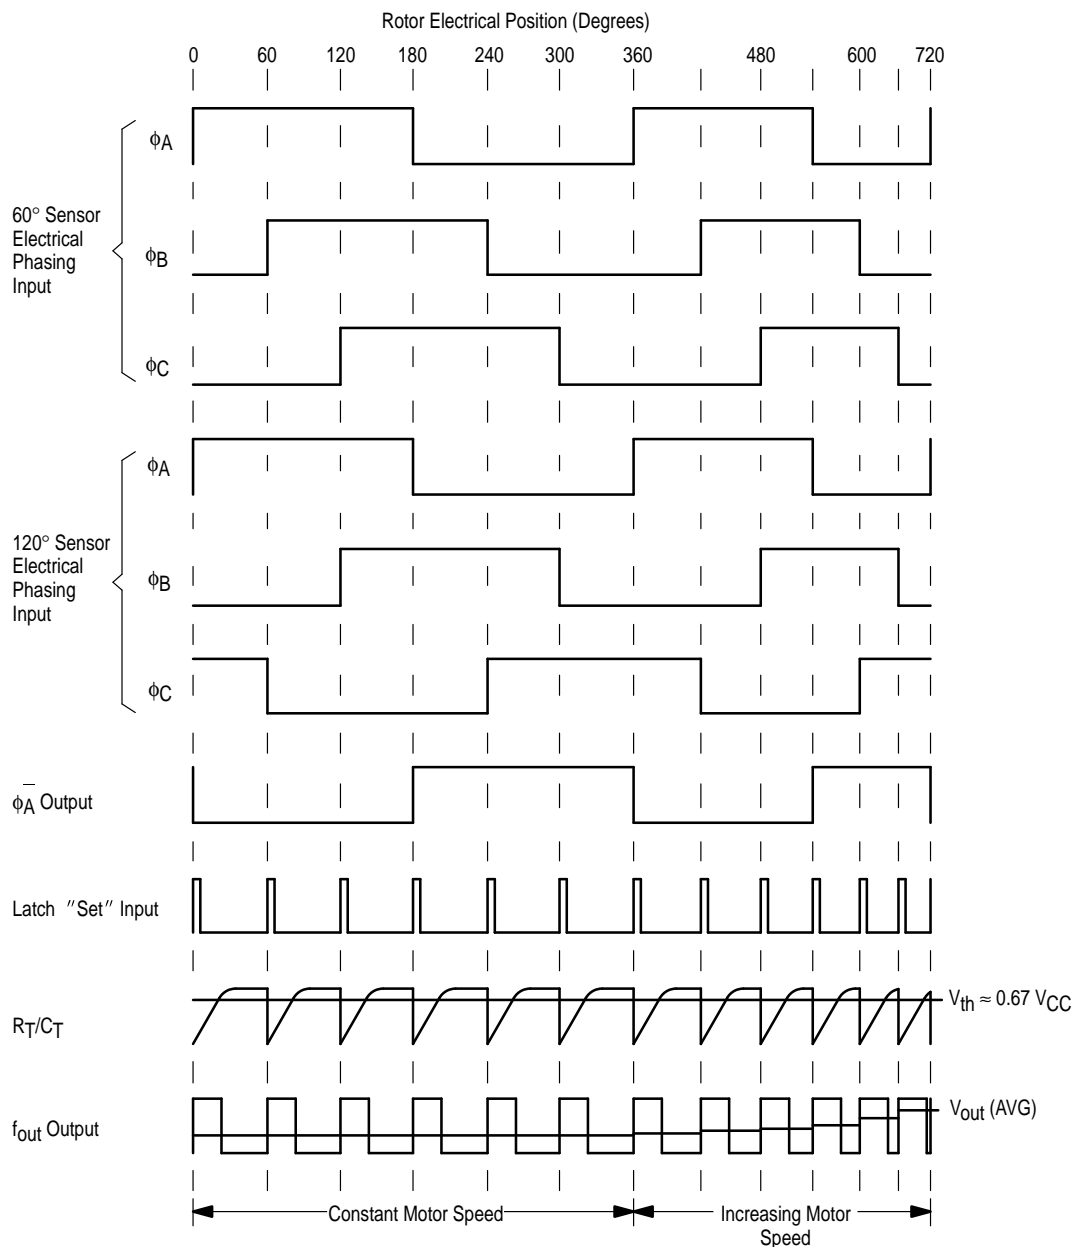 Rotor Electrical Position (Degrees)
0 60 120 180 240 300 360 480 600 720
ϕA
60° Sensor
Electrical
Phasing
Input
ϕB
ϕC
ϕA
120° Sensor
Electrical
Phasing
Input
ϕB
ϕC
ϕA̅ Output
Latch ″Set″ Input
Vth ≈ 0.67 VCC
RT/CT
Vout (AVG)
fout Output
Constant Motor Speed
Increasing Motor
Speed